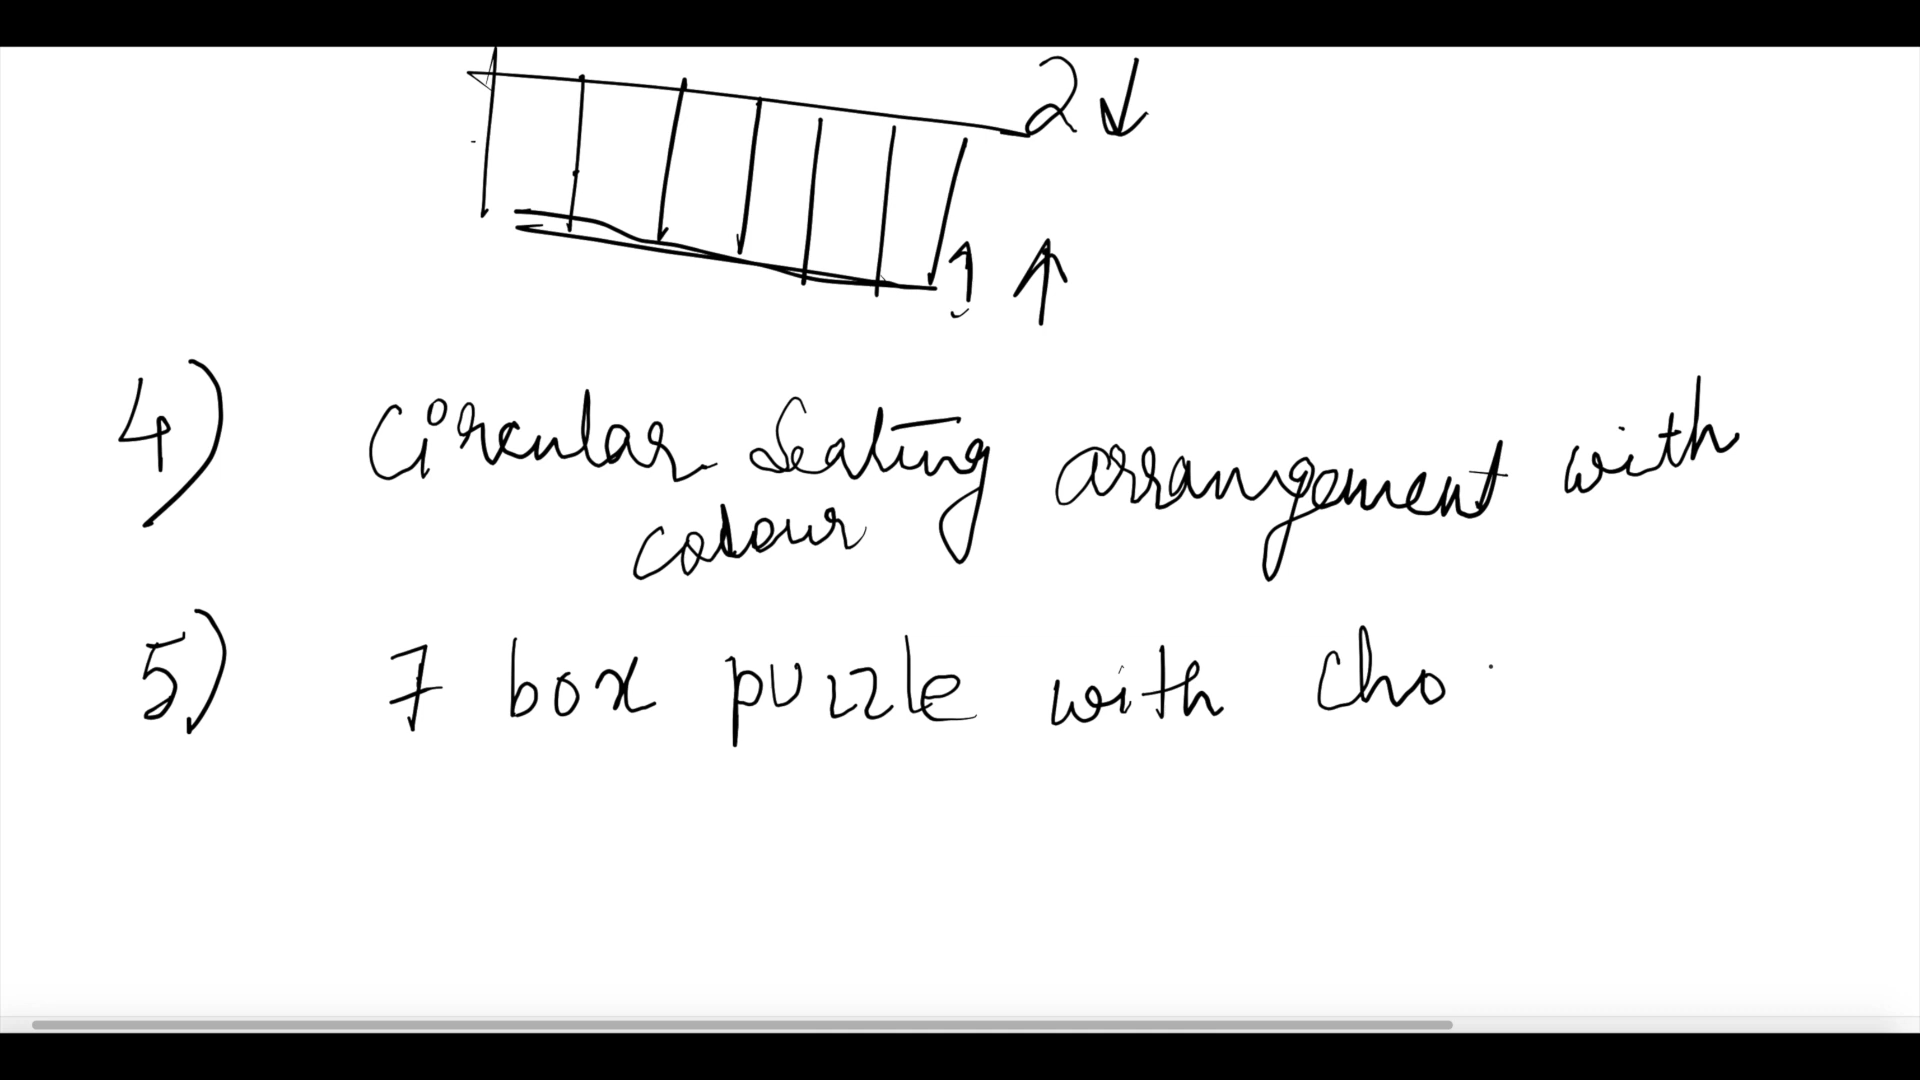 2 ↓
1 ↑
4) Circular Seating arrangement with
colour
5) 7 box puzzle with cho